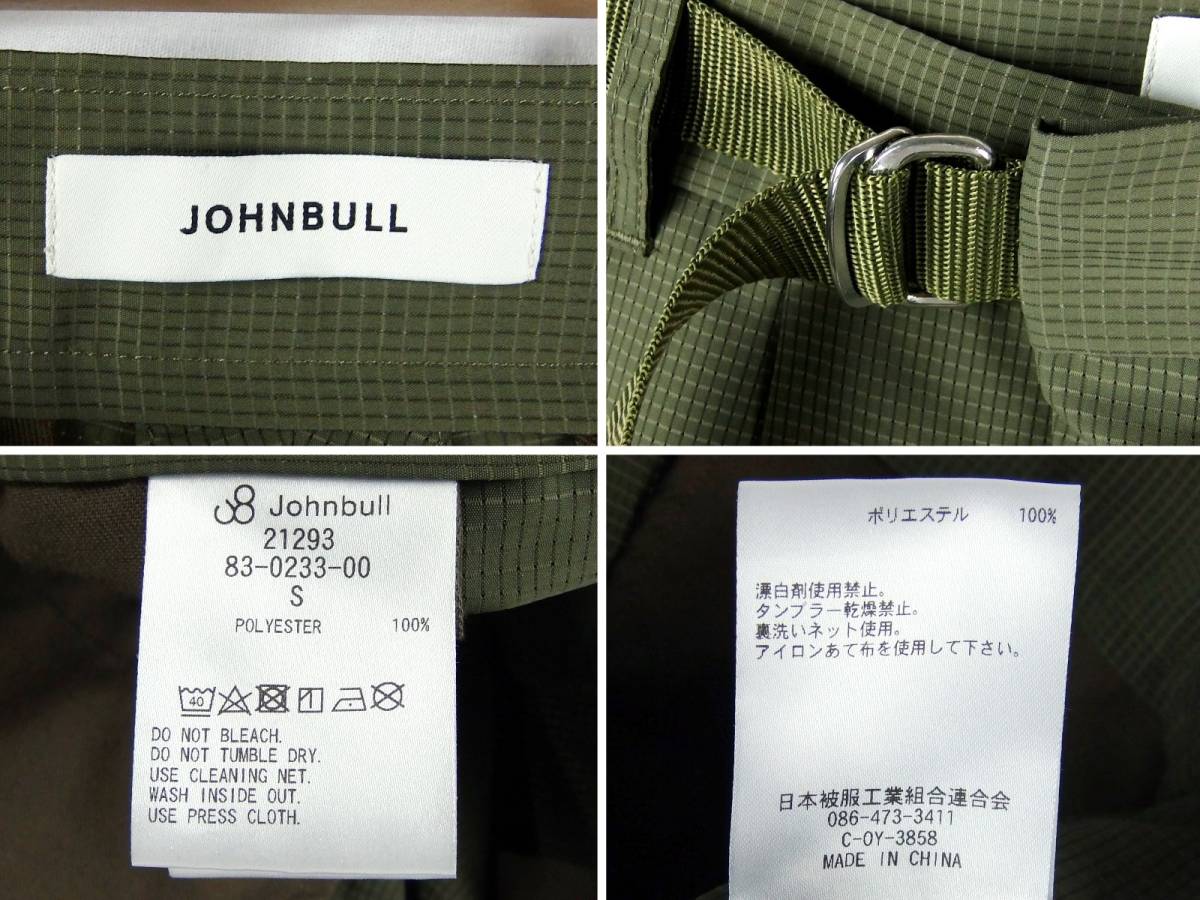 JOHNBULL
Johnbull
21293
83-0233-00
S
POLYESTER 100%
40
DO NOT BLEACH.
DO NOT TUMBLE DRY.
USE CLEANING NET.
WASH INSIDE OUT.
USE PRESS CLOTH.
ポリエステル 100%
漂白剤使用禁止。
タンブラー乾燥禁止。
裏洗いネット使用。
アイロンあて布を使用して下さい。
日本被服工業組合連合会
086-473-3411
C-OY-3858
MADE IN CHINA